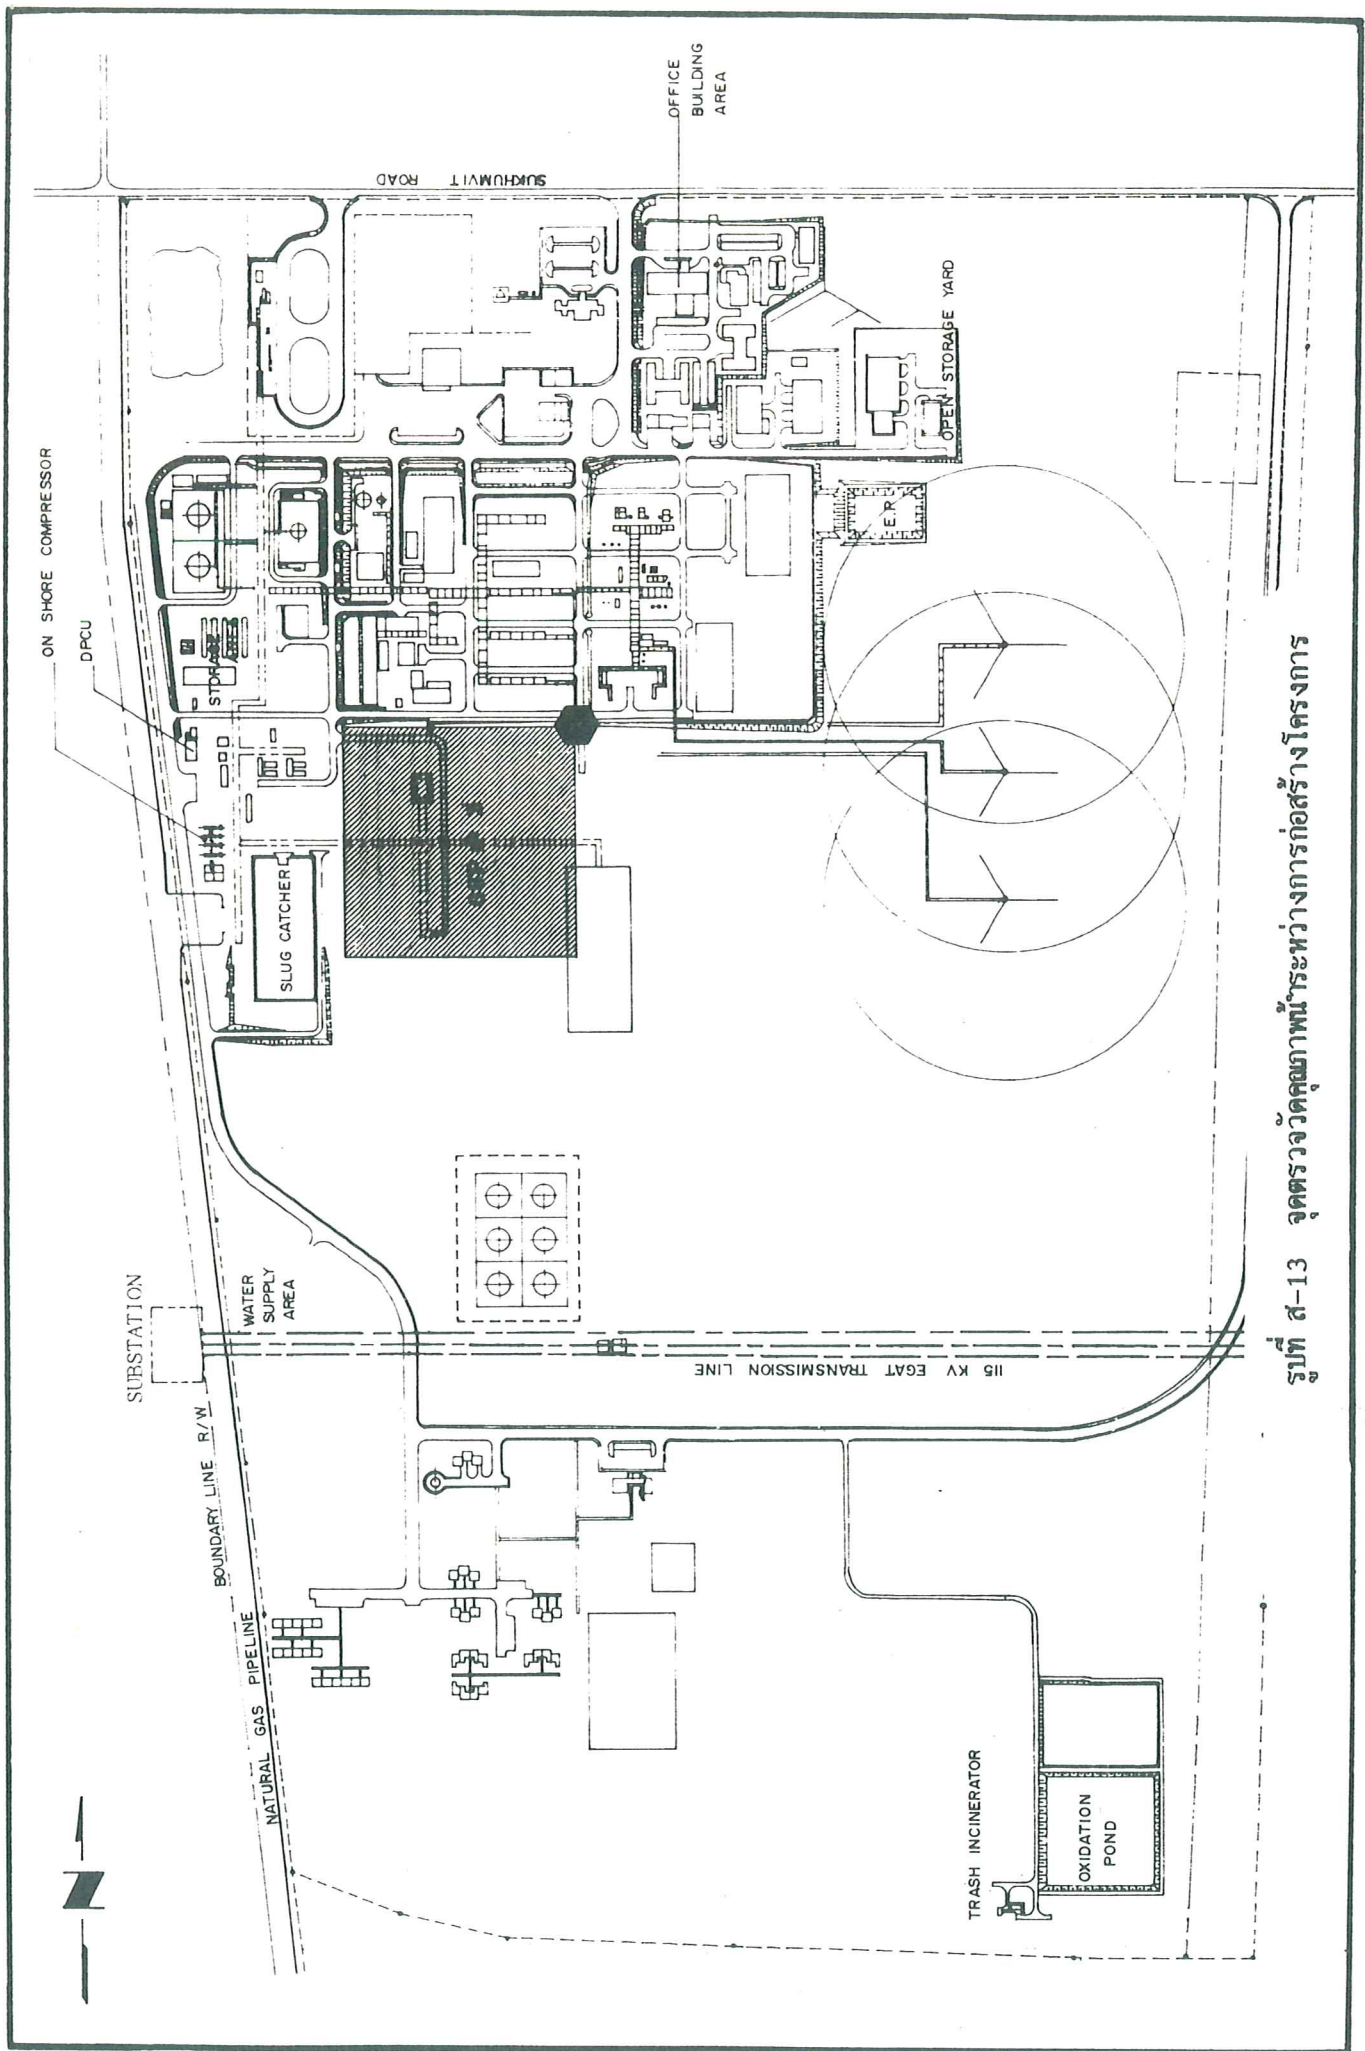 ON SHORE COMPRESSOR
DPCU
STORAGE
AREA
SLUG CATCHER
SUBSTATION
WATER
SUPPLY
AREA
BOUNDARY LINE R/W
NATURAL GAS PIPELINE
N
SUKHUMVIT ROAD
OFFICE
BUILDING
AREA
OPEN STORAGE YARD
E.R.
115 KV EGAT TRANSMISSION LINE
TRASH INCINERATOR
OXIDATION
POND
รูปที่ ส-13 จุดตรวจวัดคุณภาพน้ำระหว่างการก่อสร้างโครงการ